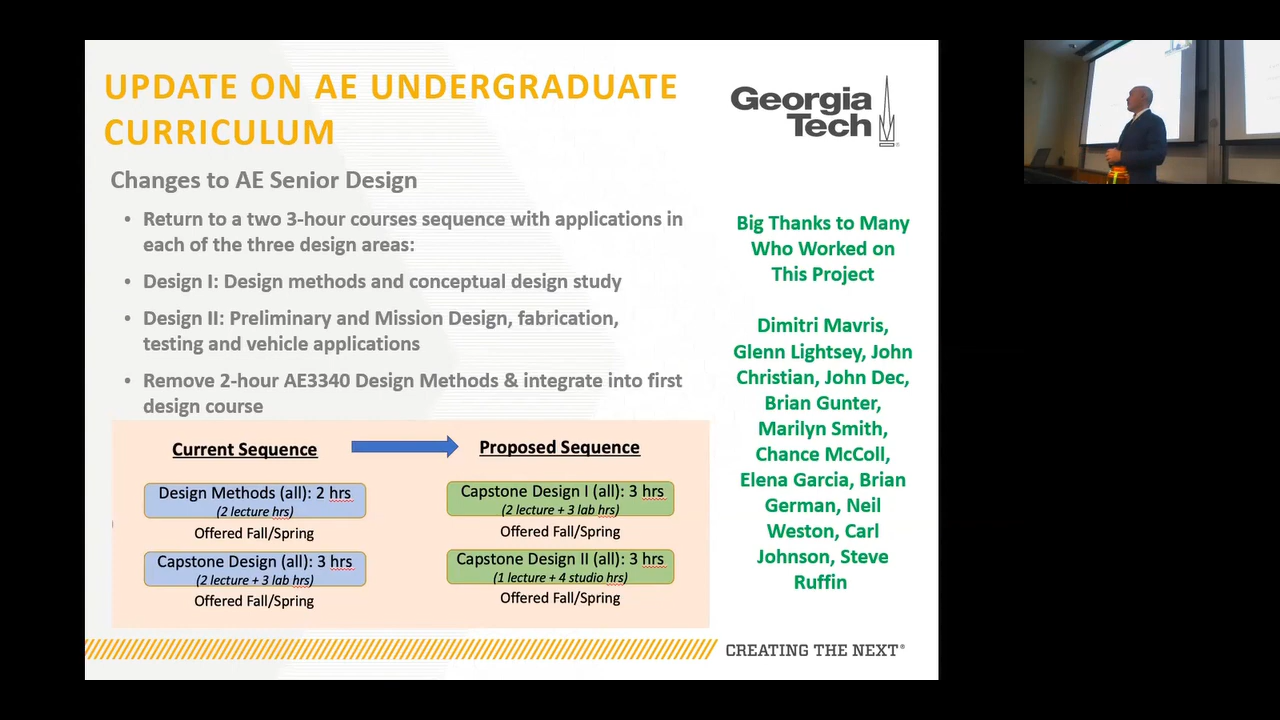 UPDATE ON AE UNDERGRADUATE
CURRICULUM
Georgia
Tech
Changes to AE Senior Design
• Return to a two 3-hour courses sequence with applications in
each of the three design areas:
• Design I: Design methods and conceptual design study
• Design II: Preliminary and Mission Design, fabrication,
testing and vehicle applications
• Remove 2-hour AE3340 Design Methods & integrate into first
design course
Big Thanks to Many
Who Worked on
This Project
Dimitri Mavris,
Glenn Lightsey, John
Christian, John Dec,
Brian Gunter,
Marilyn Smith,
Chance McColl,
Elena Garcia, Brian
German, Neil
Weston, Carl
Johnson, Steve
Ruffin
Current Sequence
Design Methods (all): 2 hrs
(2 lecture hrs)
Offered Fall/Spring
Capstone Design (all): 3 hrs
(2 lecture + 3 lab hrs)
Offered Fall/Spring
Proposed Sequence
Capstone Design I (all): 3 hrs
(2 lecture + 3 lab hrs)
Offered Fall/Spring
Capstone Design II (all): 3 hrs
(1 lecture + 4 studio hrs)
Offered Fall/Spring
CREATING THE NEXT®